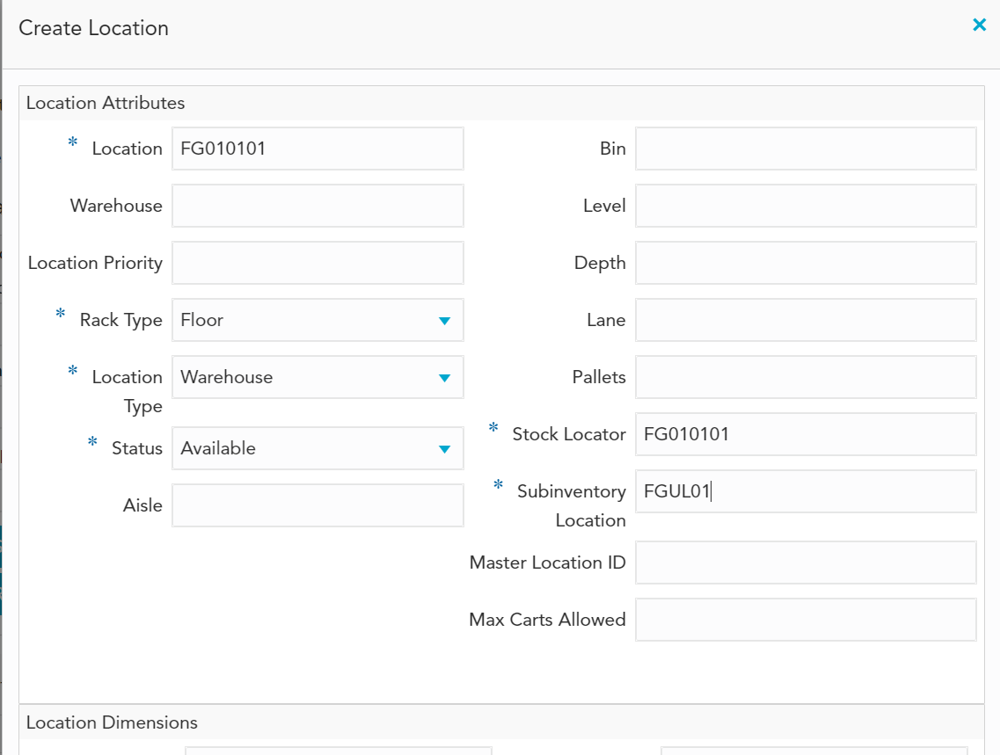 Create Location
Location Attributes
* Location FG010101
Warehouse
Location Priority
* Rack Type Floor
* Location
Type Warehouse
* Status Available
Aisle
Bin
Level
Depth
Lane
Pallets
* Stock Locator FG010101
* Subinventory
Location FGUL01
Master Location ID
Max Carts Allowed
Location Dimensions